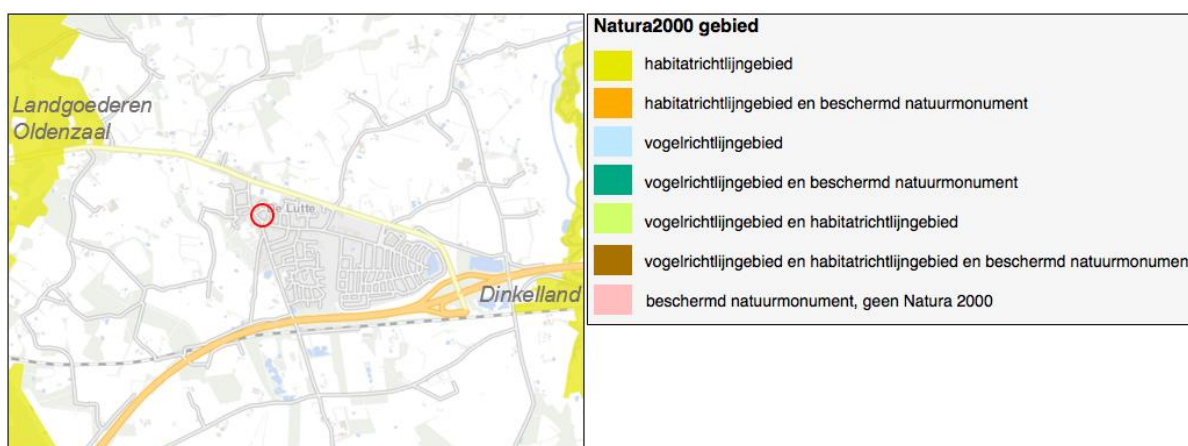 Landgoederen
Oldenzaal
De Lutte
Dinkelland
Natura2000 gebied
habitatrichtlijngebied
habitatrichtlijngebied en beschermd natuurmonument
vogelrichtlijngebied
vogelrichtlijngebied en beschermd natuurmonument
vogelrichtlijngebied en habitatrichtlijngebied
vogelrichtlijngebied en habitatrichtlijngebied en beschermd natuurmonumen
beschermd natuurmonument, geen Natura 2000